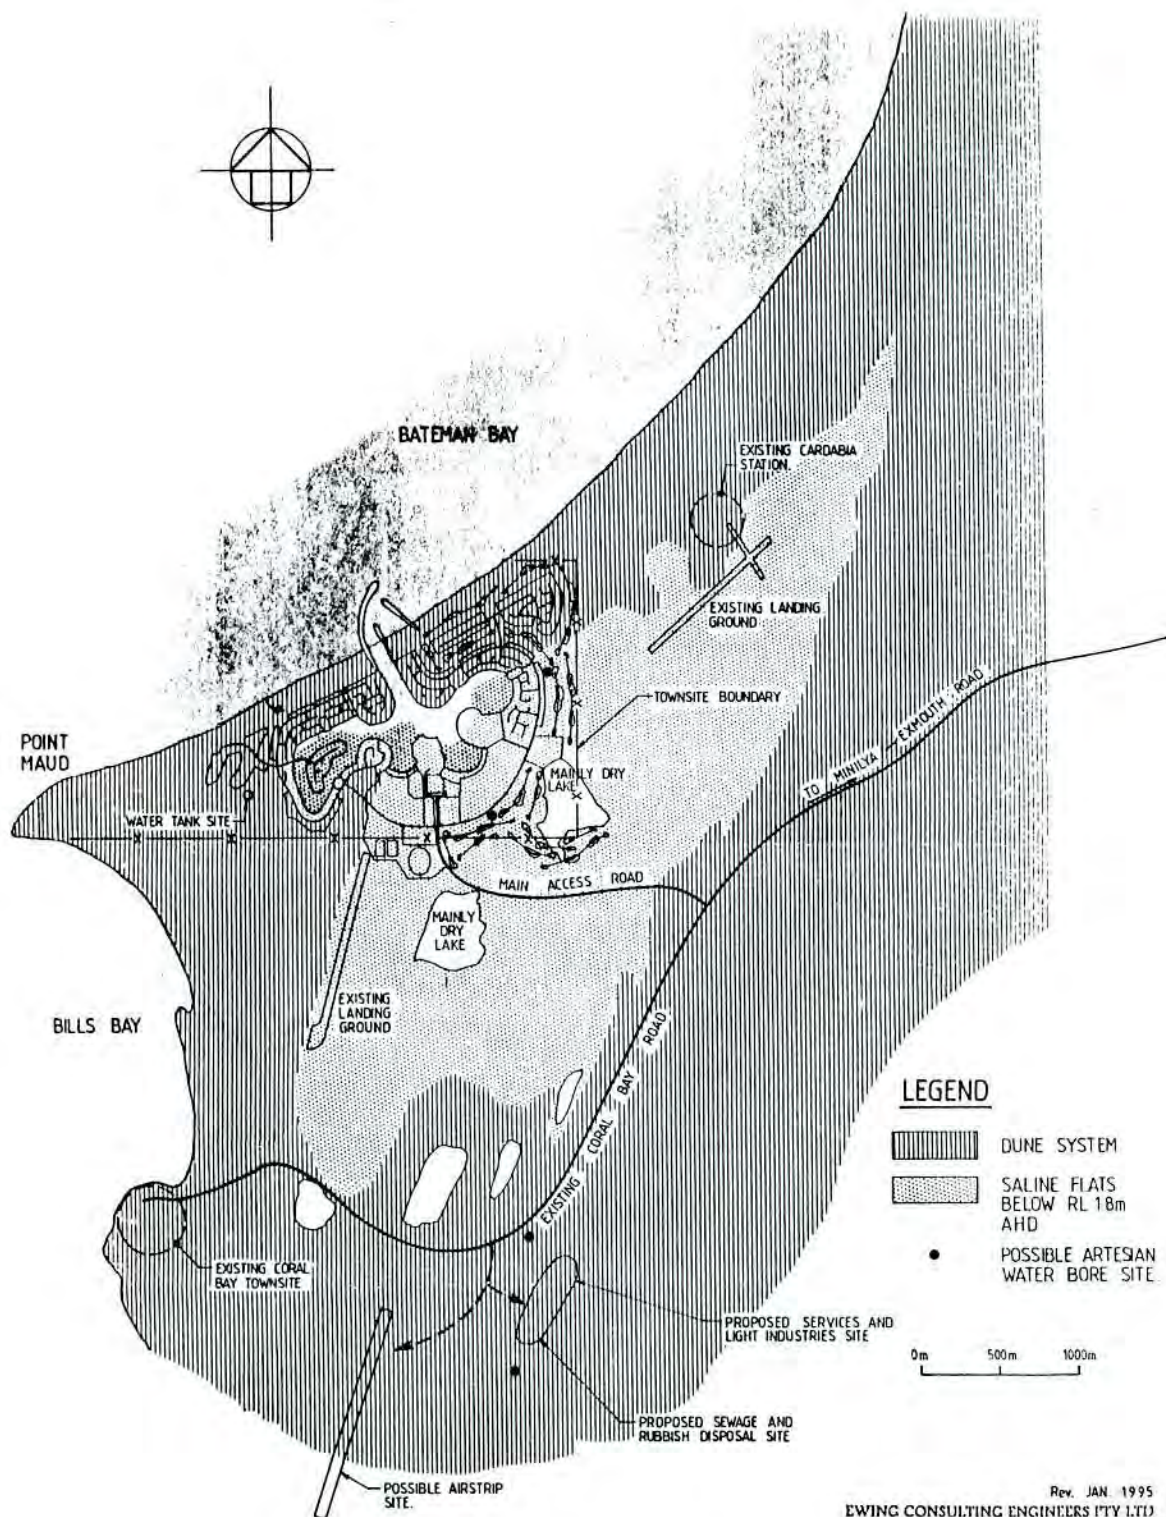 BATEMAN BAY
EXISTING CARDABIA
STATION.
EXISTING LANDING
GROUND
TOWNSITE BOUNDARY
TO MINILYA - EXMOUTH ROAD
POINT
MAUD
MAINLY DRY
LAKE
WATER TANK SITE
MAIN ACCESS ROAD
MAINLY
DRY
LAKE
EXISTING
LANDING
GROUND
BILLS BAY
EXISTING CORAL BAY ROAD
EXISTING CORAL
BAY TOWNSITE
PROPOSED SERVICES AND
LIGHT INDUSTRIES SITE
PROPOSED SEWAGE AND
RUBBISH DISPOSAL SITE
POSSIBLE AIRSTRIP
SITE.
LEGEND
DUNE SYSTEM
SALINE FLATS
BELOW RL 1.8m
AHD
POSSIBLE ARTESIAN
WATER BORE SITE
0m 500m 1000m
Rev. JAN. 1995
EWING CONSULTING ENGINEERS PTY LTD